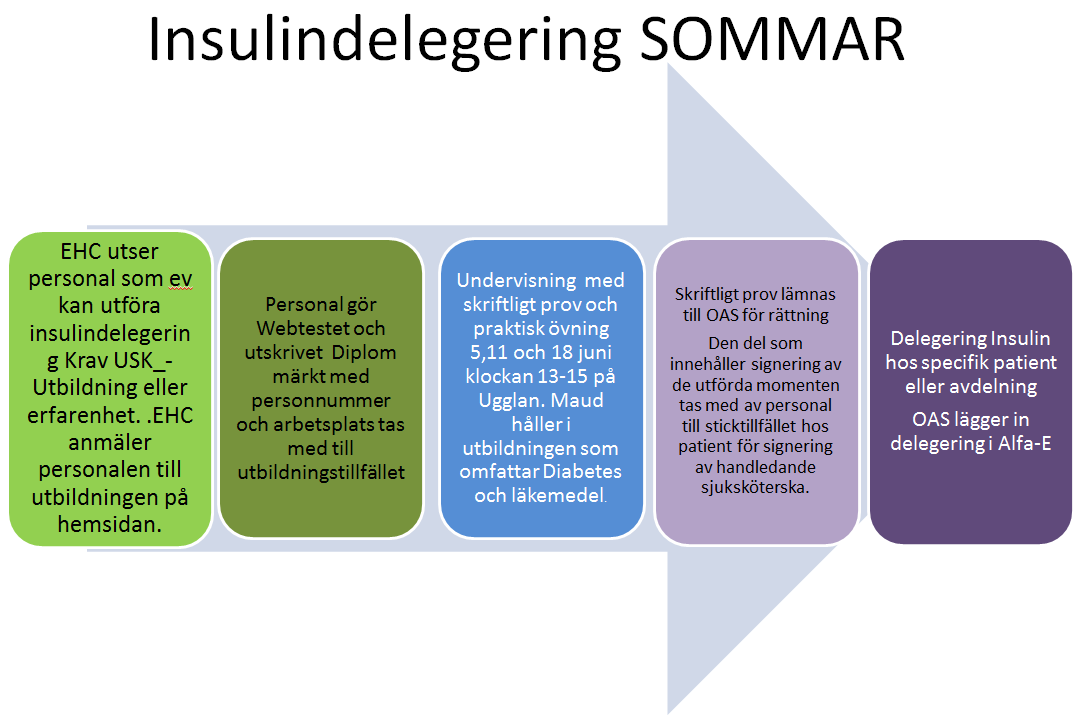 Insulindelegering SOMMAR
EHC utser
personal som ev
kan utföra
insulindelegerin
g Krav USK_-
Utbildning eller
erfarenhet. .EHC
anmäler
personalen till
utbildningen på
hemsidan.
Personal gör
Webtestet och
utskrivet Diplom
märkt med
personnummer
och arbetsplats tas
med till
utbildningstillfället
Undervisning med
skriftligt prov och
praktisk övning
5,11 och 18 juni
klockan 13-15 på
Ugglan. Maud
håller i
utbildningen som
omfattar Diabetes
och läkemedel.
Skriftligt prov lämnas
till OAS för rättning
Den del som
innehåller signering av
de utförda momenten
tas med av personal
till sticktillfället hos
patient för signering
av handledande
sjuksköterska.
Delegering Insulin
hos specifik patient
eller avdelning
OAS lägger in
delegering i Alfa-E